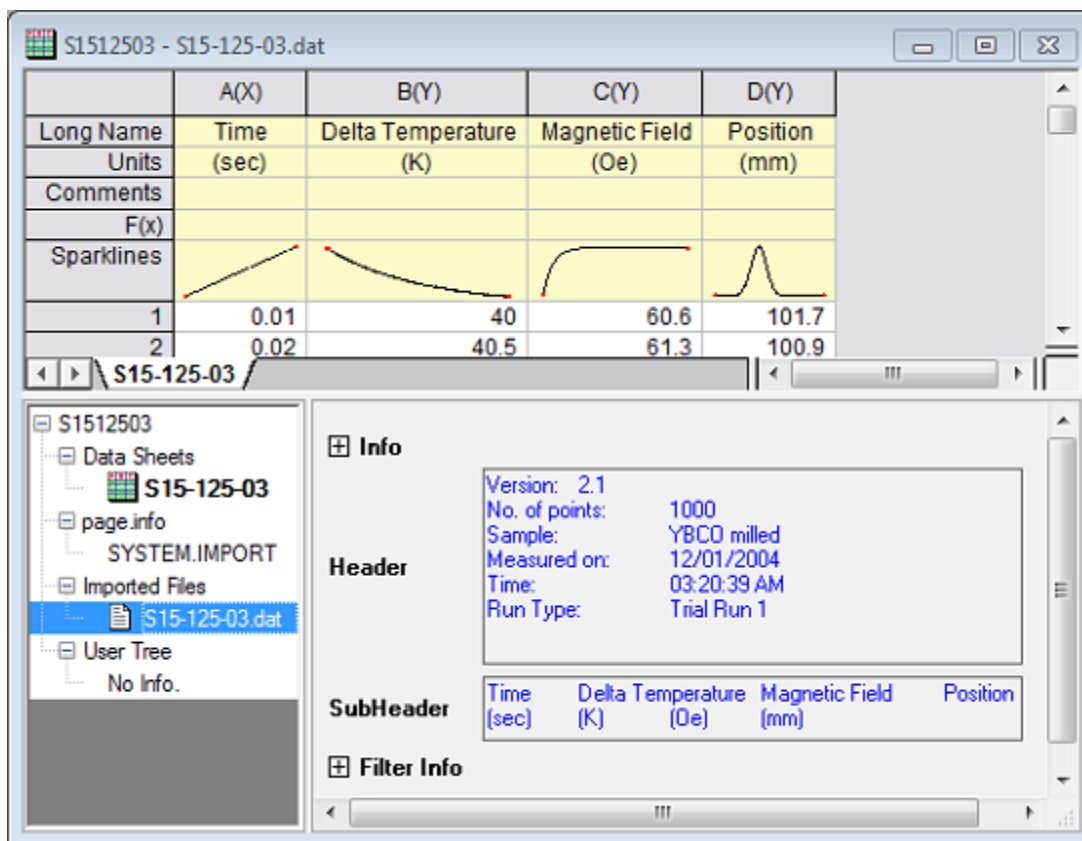 S1512503 - S15-125-03.dat
A(X) B(Y) C(Y) D(Y)
Long Name Time Delta Temperature Magnetic Field Position
Units (sec) (K) (Oe) (mm)
Comments
F(x)
Sparklines
1 0.01 40 60.6 101.7
2 0.02 40.5 61.3 100.9
S15-125-03
S1512503
Data Sheets
S15-125-03
page.info
SYSTEM.IMPORT
Imported Files
S15-125-03.dat
User Tree
No Info.
Info
Header
Version: 2.1
No. of points: 1000
Sample: YBCO milled
Measured on: 12/01/2004
Time: 03:20:39 AM
Run Type: Trial Run 1
SubHeader
Time Delta Temperature Magnetic Field Position
(sec) (K) (Oe) (mm)
Filter Info